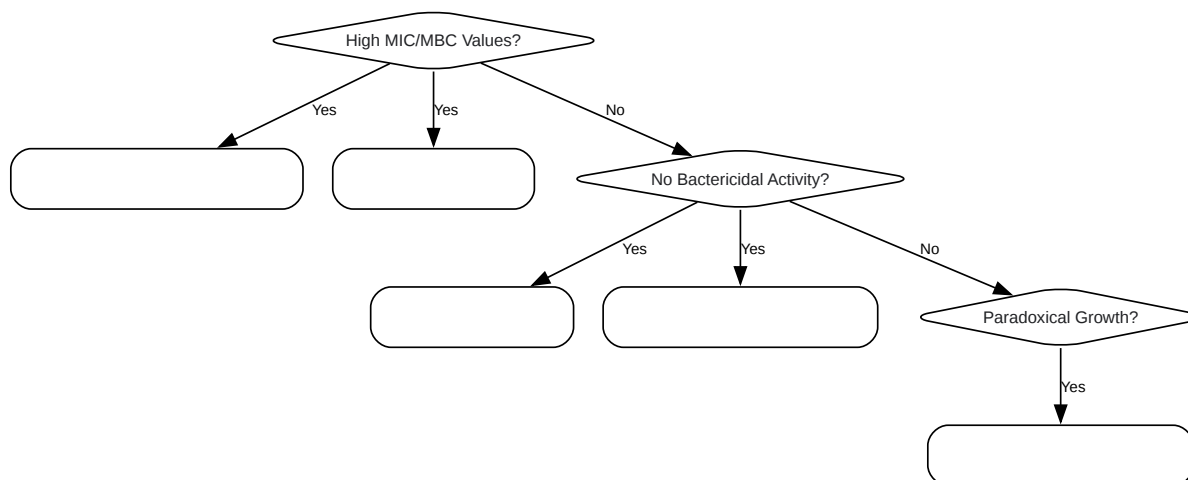 High MIC/MBC Values?
Yes
Yes
No
No Bactericidal Activity?
Yes
Yes
No
Paradoxical Growth?
Yes